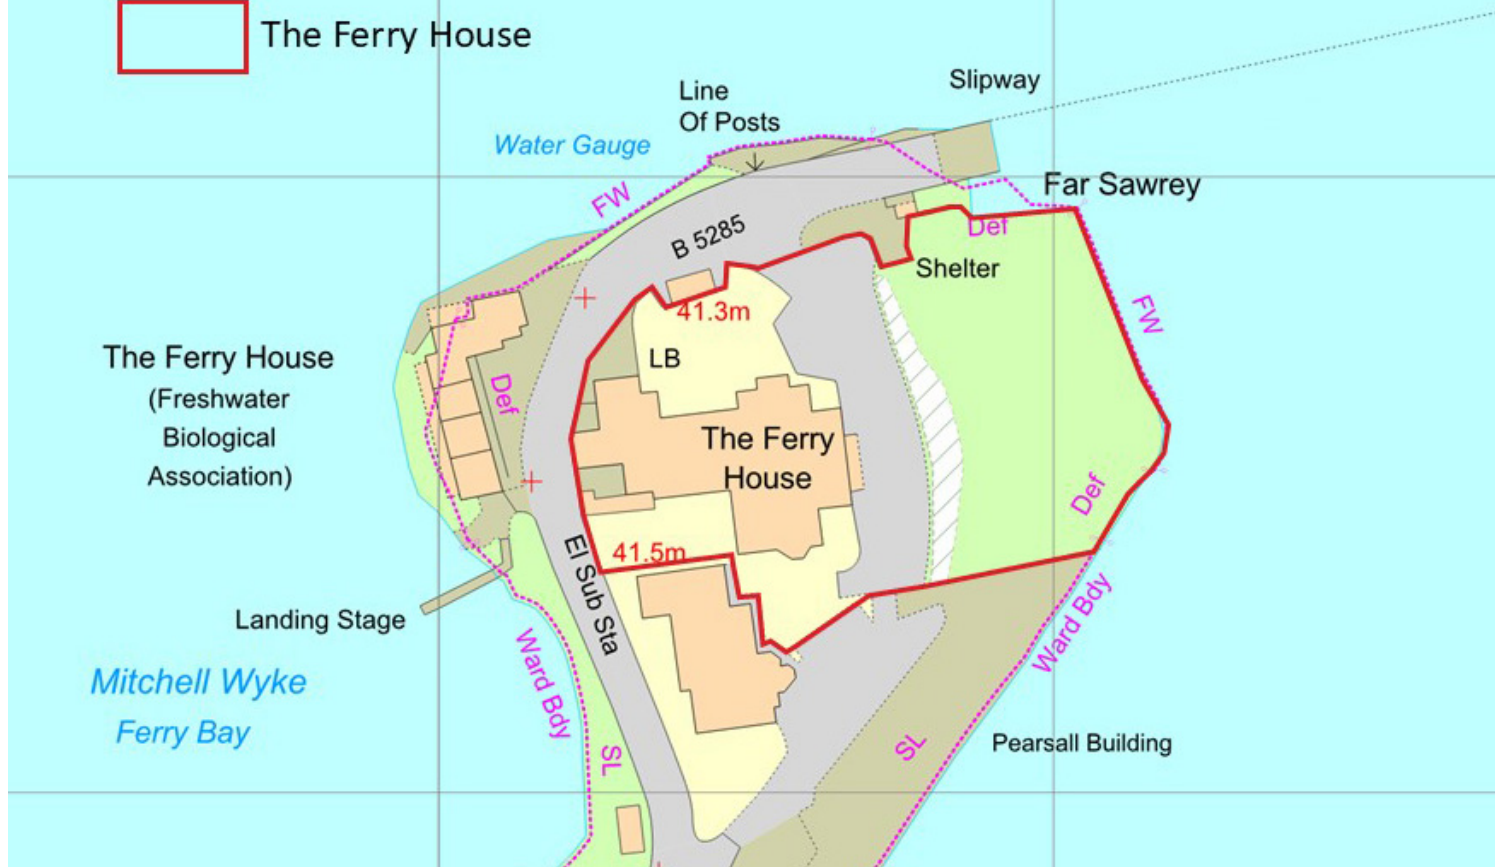 The Ferry House
Slipway
Line
Of Posts
Water Gauge
Far Sawrey
FW
B 5285
Def
Shelter
41.3m
FW
The Ferry House
(Freshwater
Biological
Association)
LB
Def
The Ferry
House
Def
41.5m
El Sub Sta
Landing Stage
Ward Bdy
Ward Bdy
Mitchell Wyke
Ferry Bay
SL
SL
Pearsall Building